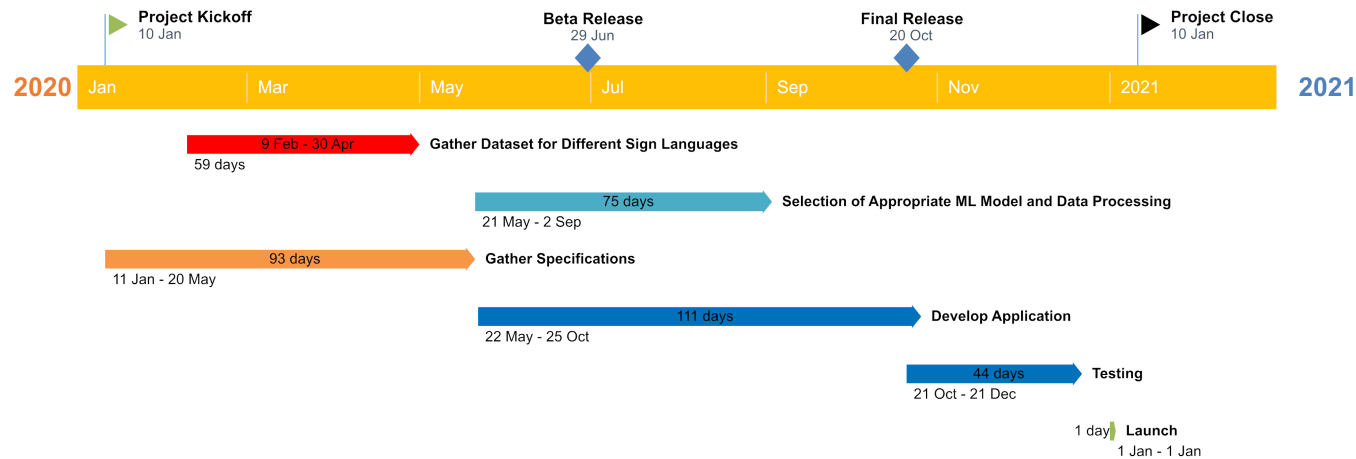 Project Kickoff
10 Jan
Beta Release
29 Jun
Final Release
20 Oct
Project Close
10 Jan
2020
Jan
Mar
May
Jul
Sep
Nov
2021
2021
9 Feb - 30 Apr
Gather Dataset for Different Sign Languages
59 days
75 days
Selection of Appropriate ML Model and Data Processing
21 May - 2 Sep
93 days
Gather Specifications
11 Jan - 20 May
111 days
Develop Application
22 May - 25 Oct
44 days
Testing
21 Oct - 21 Dec
1 day
Launch
1 Jan - 1 Jan